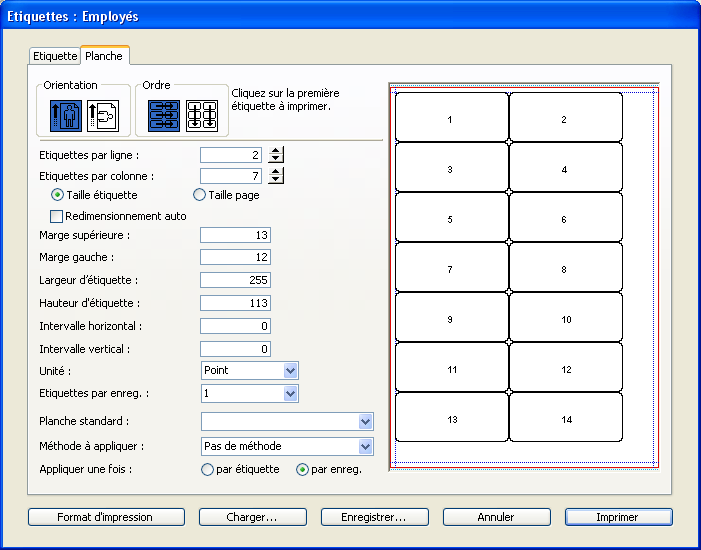 Etiquettes : Employés
Etiquette
Planche
Orientation
Ordre
Cliquez sur la première
étiquette à imprimer.
Etiquettes par ligne : 2
Etiquettes par colonne : 7
Taille étiquette
Taille page
Redimensionnement auto
Marge supérieure : 13
Marge gauche : 12
Largeur d'étiquette : 255
Hauteur d'étiquette : 113
Intervalle horizontal : 0
Intervalle vertical : 0
Unité : Point
Etiquettes par enreg. : 1
Planche standard :
Méthode à appliquer : Pas de méthode
Appliquer une fois : par étiquette par enreg.
1 2
3 4
5 6
7 8
9 10
11 12
13 14
Format d'impression
Charger...
Enregistrer...
Annuler
Imprimer